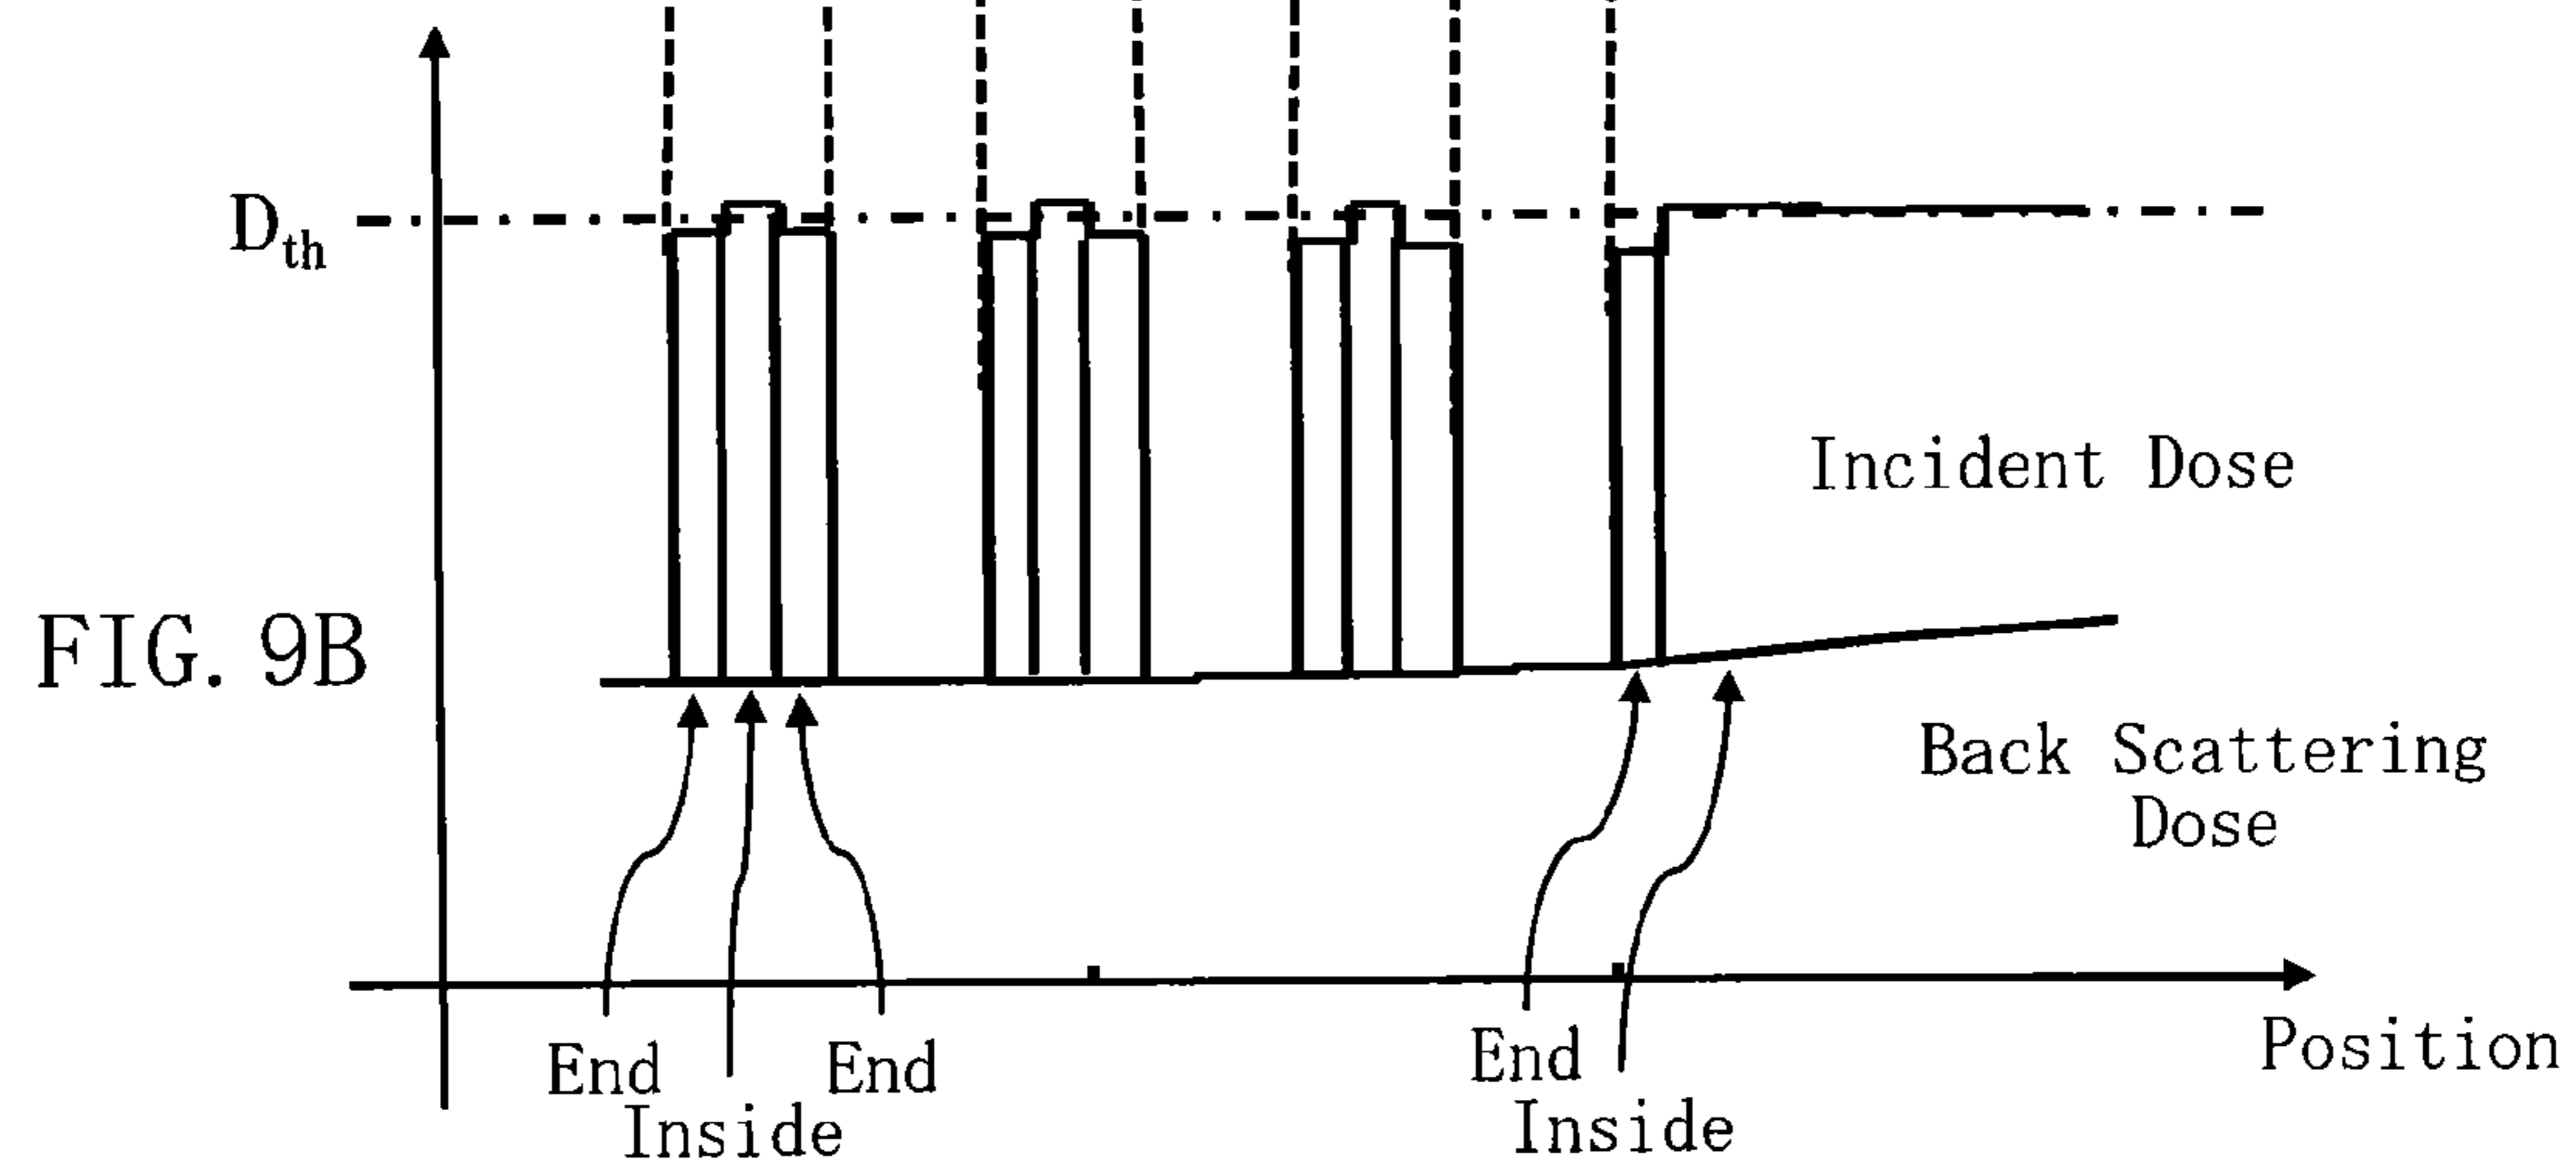 D_th
Incident Dose
FIG. 9B
Back Scattering
Dose
End
Inside
End
End
Inside
Position